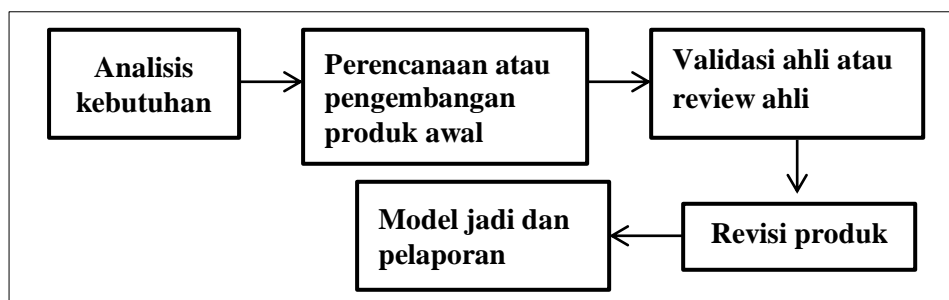 Analisis
kebutuhan
Perencanaan atau
pengembangan
produk awal
Validasi ahli atau
review ahli
Revisi produk
Model jadi dan
pelaporan